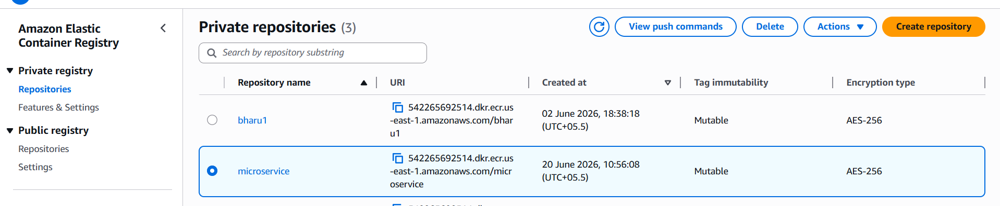 Amazon Elastic
Container Registry
Private registry
Repositories
Features & Settings
Public registry
Repositories
Settings
Private repositories (3)
View push commands
Delete
Actions
Create repository
Search by repository substring
Repository name
URI
Created at
Tag immutability
Encryption type
bharu1
542265692514.dkr.ecr.us
-east-1.amazonaws.com/bhar
u1
02 June 2026, 18:38:18
(UTC+05.5)
Mutable
AES-256
microservice
542265692514.dkr.ecr.us
-east-1.amazonaws.com/micr
oservice
20 June 2026, 10:56:08
(UTC+05.5)
Mutable
AES-256